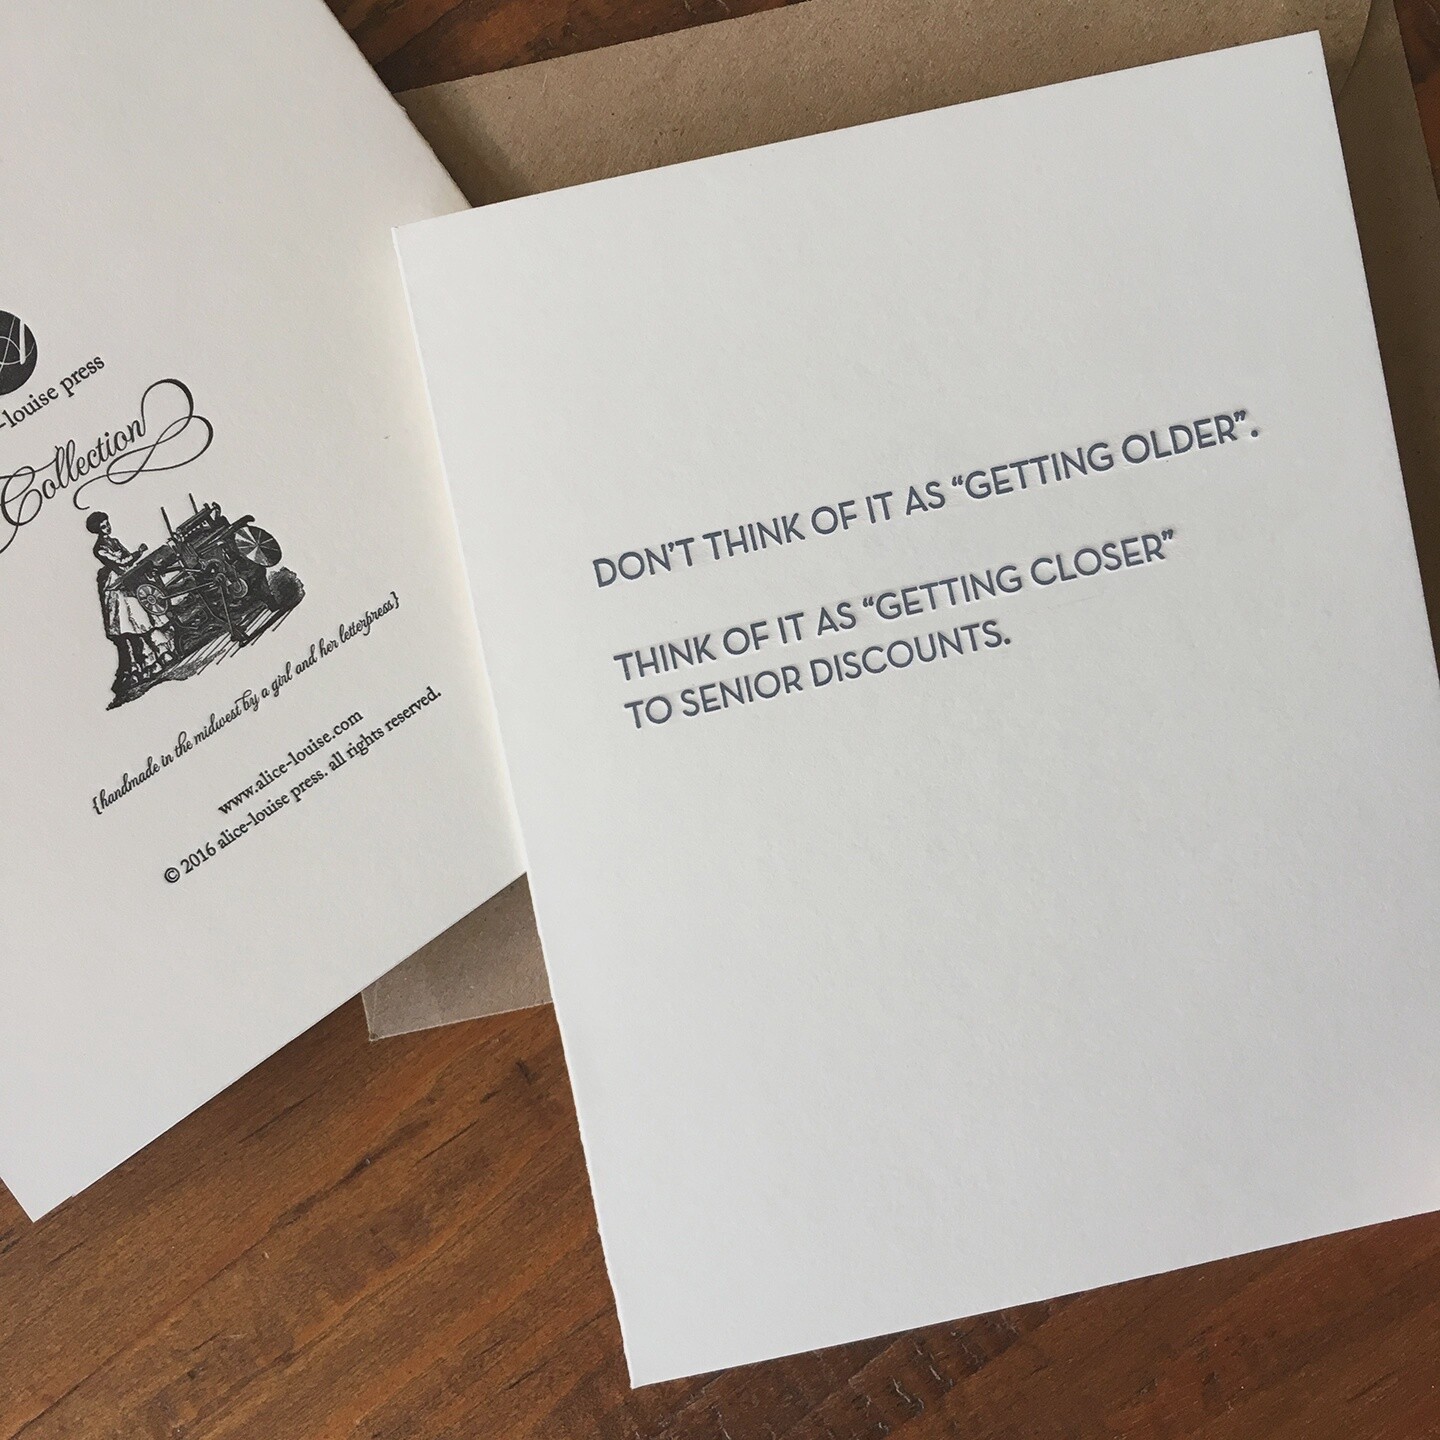 -louise press
Collection
{handmade in the midwest by a girl and her letterpress}
www.alice-louise.com
© 2016 alice-louise press. all rights reserved.
DON'T THINK OF IT AS “GETTING OLDER”.
THINK OF IT AS “GETTING CLOSER”
TO SENIOR DISCOUNTS.